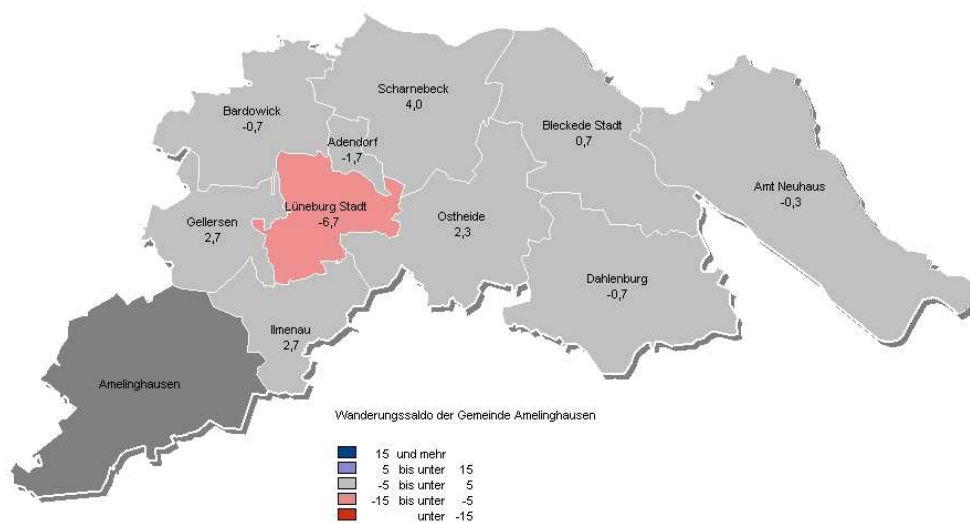 Scharnebeck
4,0
Bardowick
-0,7
Bleckede Stadt
0,7
Adendorf
-1,7
Amt Neuhaus
-0,3
Lüneburg Stadt
-6,7
Gellersen
2,7
Ostheide
2,3
Dahlenburg
-0,7
Ilmenau
2,7
Amelinghausen
Wanderungssaldo der Gemeinde Amelinghausen
15 und mehr
5 bis unter 15
-5 bis unter 5
-15 bis unter -5
unter -15